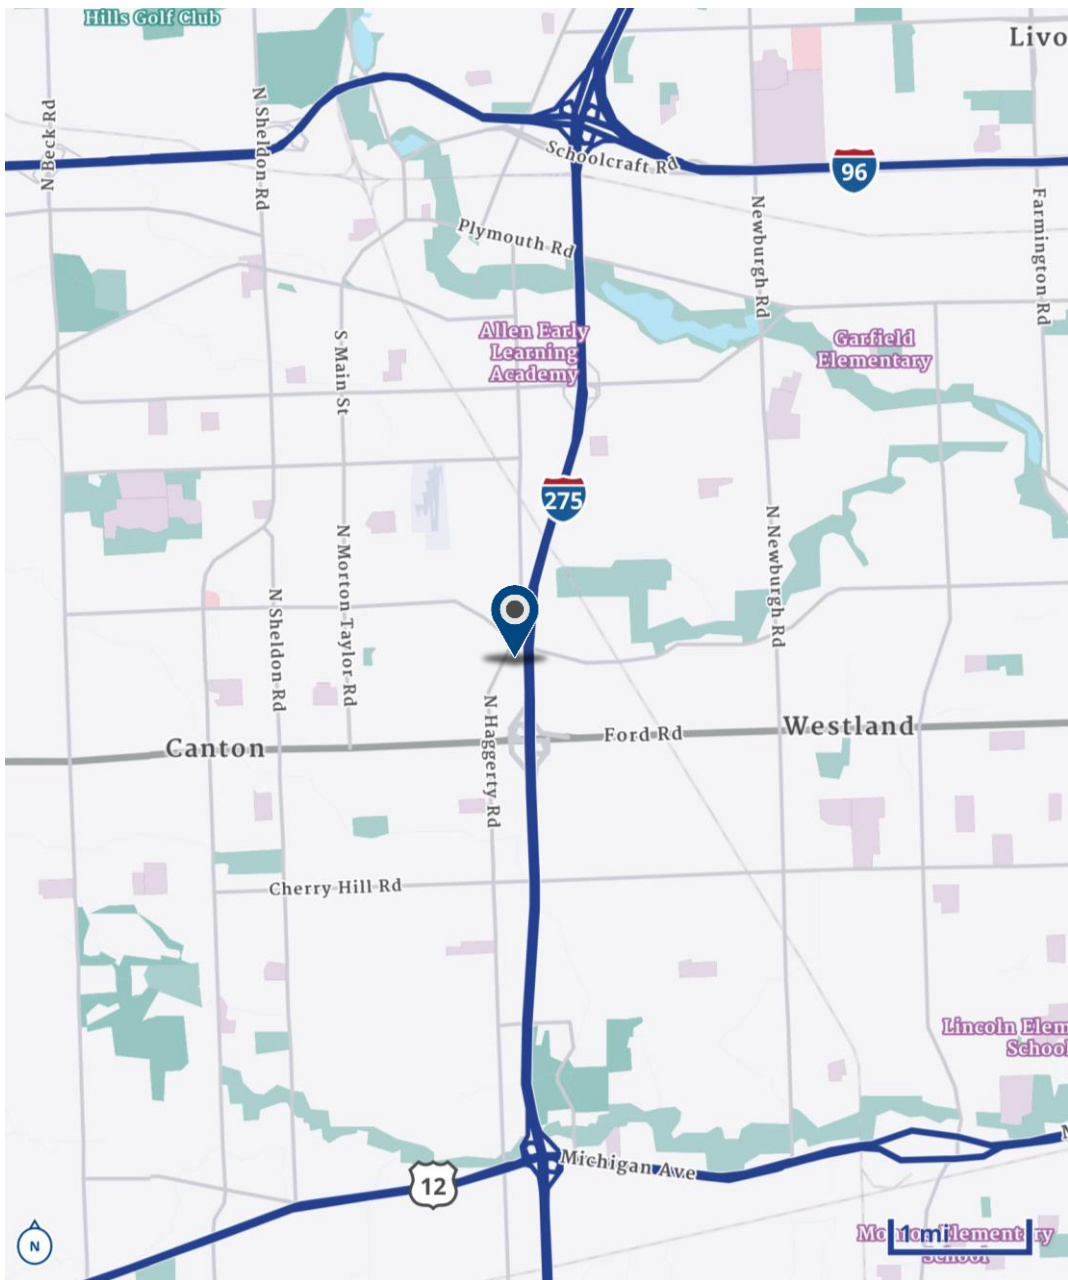 Hills Golf Club
Livo
N Beck Rd
N Sheldon Rd
Schoolcraft Rd
96
Newburgh Rd
Farmington Rd
Plymouth Rd
Allen Early
Learning
Academy
Garfield
Elementary
S Main St
275
N Morton Taylor Rd
N Newburgh Rd
N Sheldon Rd
N Haggerty Rd
Ford Rd
Westland
Canton
Cherry Hill Rd
Lincoln Elem
School
M
Michigan Ave
12
N
1 mi
Elementary
School